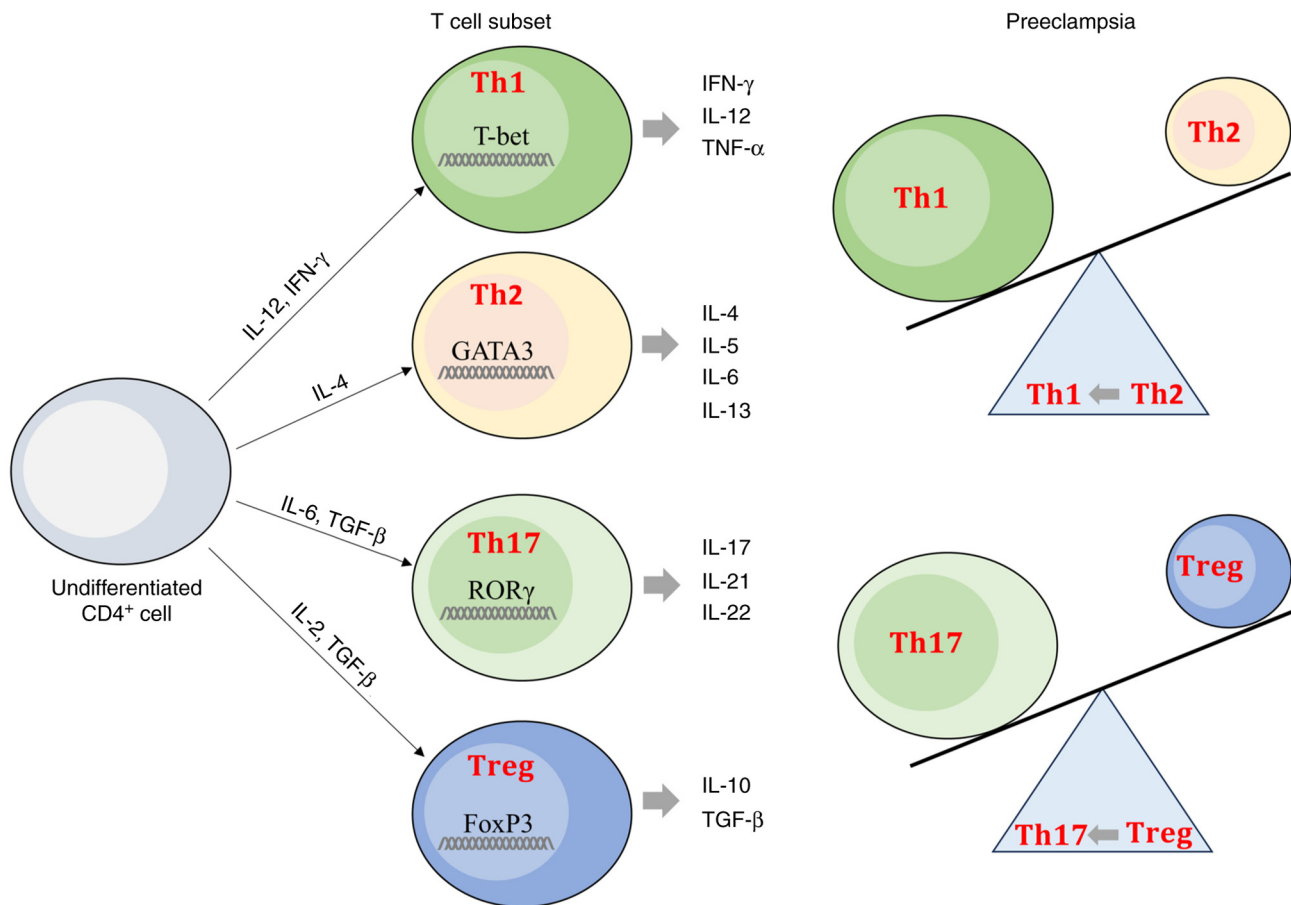 T cell subset
Preeclampsia
Th1
T-bet
IFN-γ
IL-12
TNF-α
IL-12, IFN-γ
Th2
GATA3
IL-4
IL-5
IL-6
IL-13
IL-4
Undifferentiated
CD4⁺ cell
IL-6, TGF-β
Th17
RORγ
IL-17
IL-21
IL-22
IL-2, TGF-β
Treg
FoxP3
IL-10
TGF-β
Th1
Th2
Th1
Th2
Th17
Treg
Th17
Treg